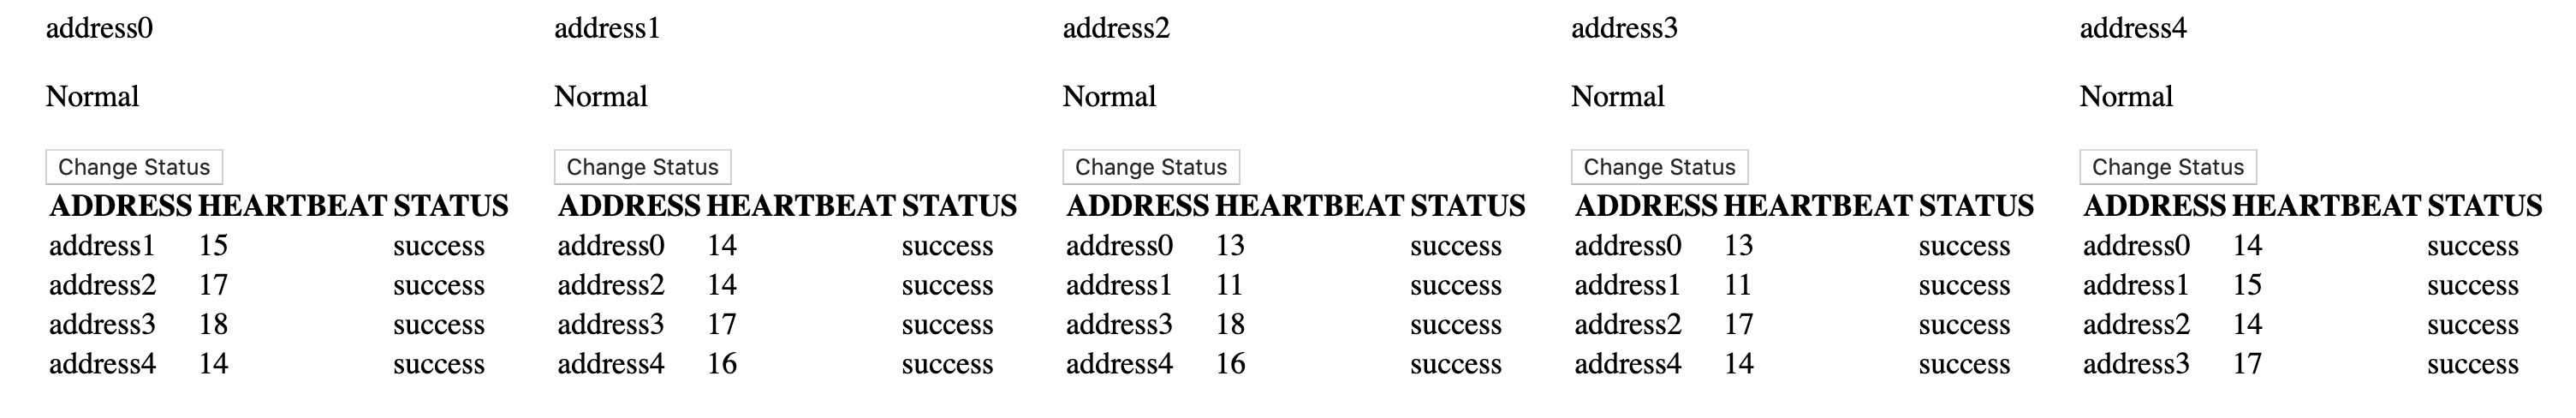 address0 address1 address2 address3 address4
Normal Normal Normal Normal Normal
Change Status Change Status Change Status Change Status Change Status
ADDRESS HEARTBEAT STATUS ADDRESS HEARTBEAT STATUS ADDRESS HEARTBEAT STATUS ADDRESS HEARTBEAT STATUS ADDRESS HEARTBEAT STATUS
address1 15 success address0 14 success address0 13 success address0 13 success address0 14 success
address2 17 success address2 14 success address1 11 success address1 11 success address1 15 success
address3 18 success address3 17 success address3 18 success address2 17 success address2 14 success
address4 14 success address4 16 success address4 16 success address4 14 success address3 17 success